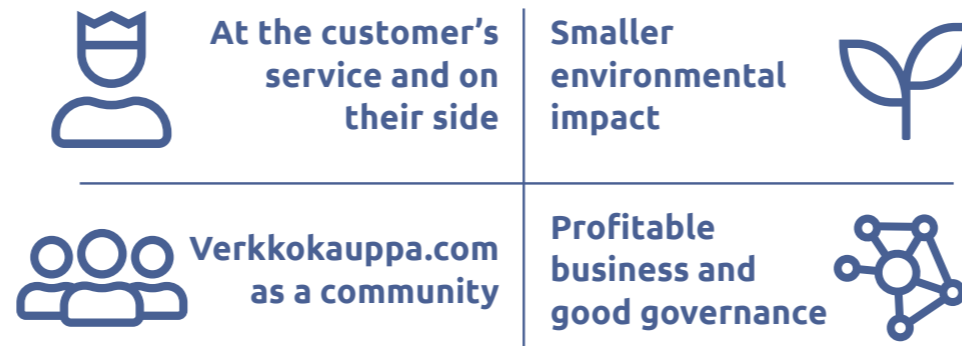 At the customer's
service and on
their side
Smaller
environmental
impact
Verkkokauppa.com
as a community
Profitable
business and
good governance